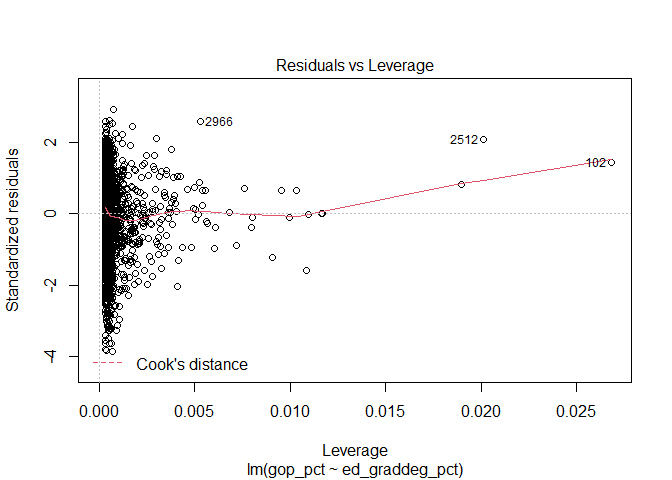 Residuals vs Leverage
Standardized residuals
2
0
-2
-4
2966
2512
102
Cook's distance
0.000 0.005 0.010 0.015 0.020 0.025
Leverage
lm(gop_pct ~ ed_graddeg_pct)